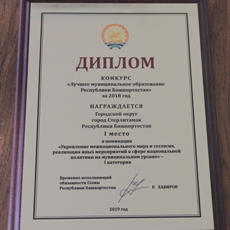 ДИПЛОМ
КОНКУРС
«Лучшее муниципальное образование
Республики Башкортостан»
за 2018 год
НАГРАЖДАЕТСЯ
Городской округ
город Стерлитамак
Республики Башкортостан
I место
в номинации
«Укрепление межнационального мира и согласия,
реализация иных мероприятий в сфере национальной
политики на муниципальном уровне» -
I категория
Временно исполняющий
обязанности Главы
Республики Башкортостан
Р. ХАБИРОВ
2019 год